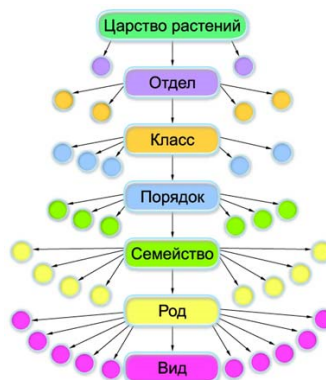 Царство растений
Отдел
Класс
Порядок
Семейство
Род
Вид